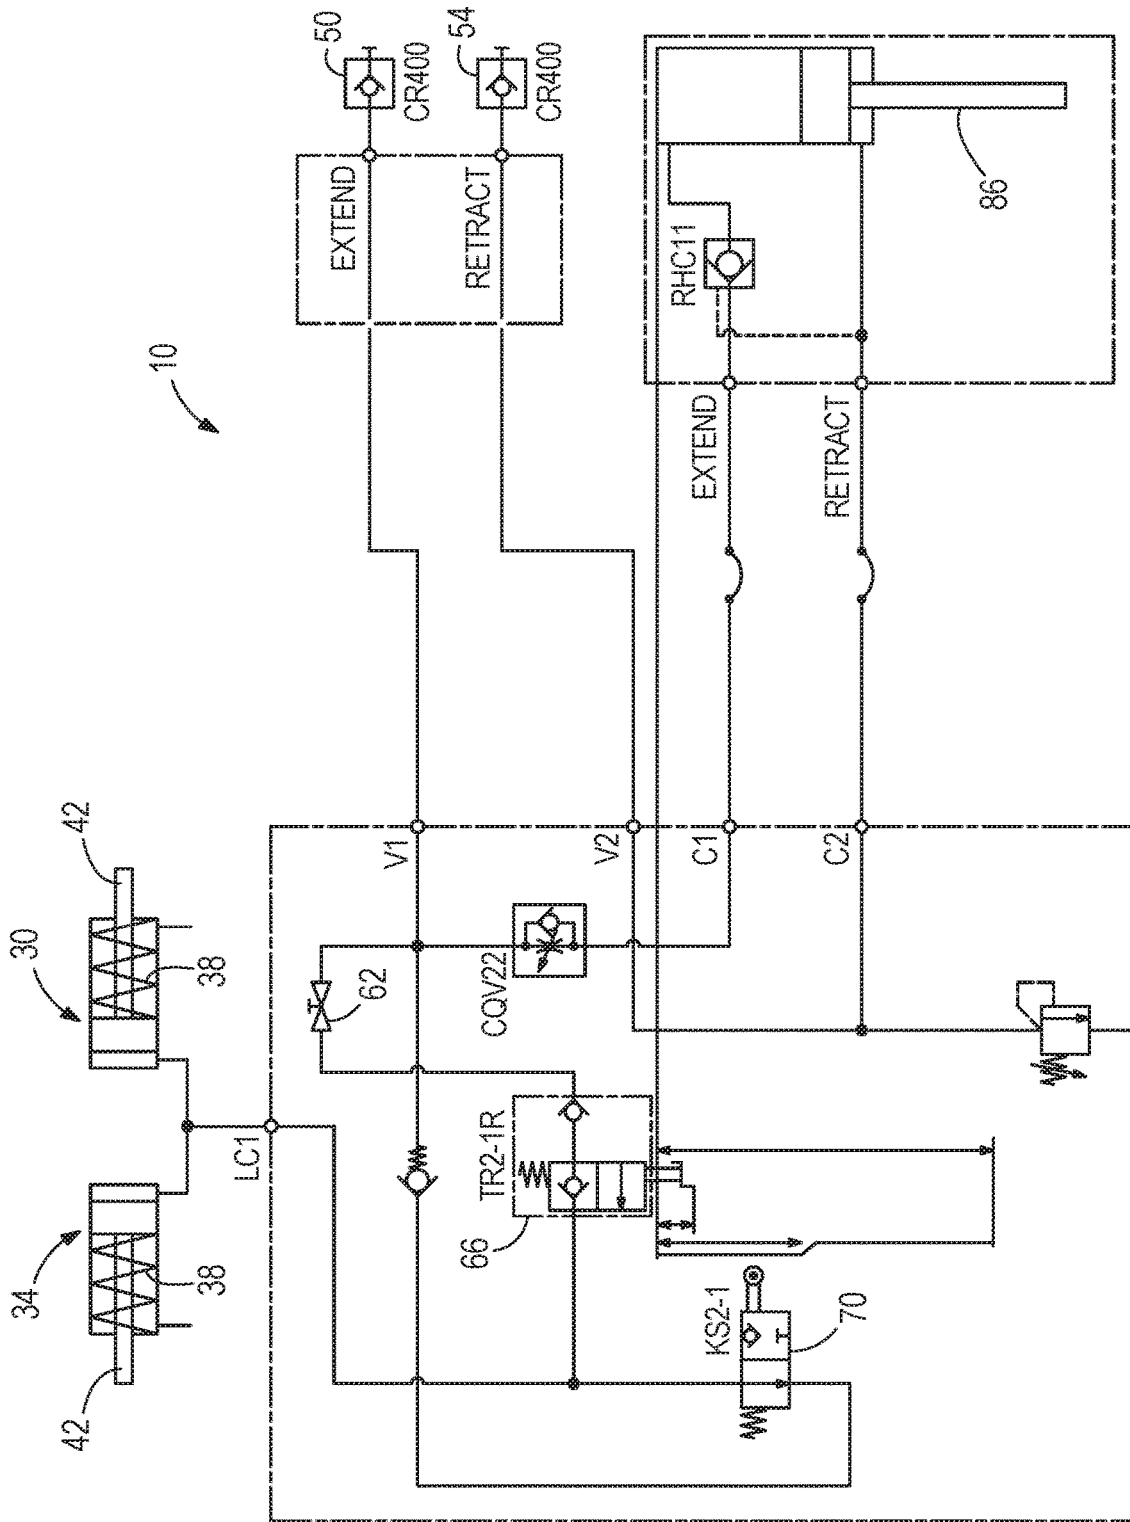 50
CR400
54
CR400
EXTEND
RETRACT
10
RHC11
86
EXTEND
RETRACT
42
30
38
34
38
42
LC1
V1
V2
C1
C2
62
CQV22
TR2-1R
66
KS2-1
70